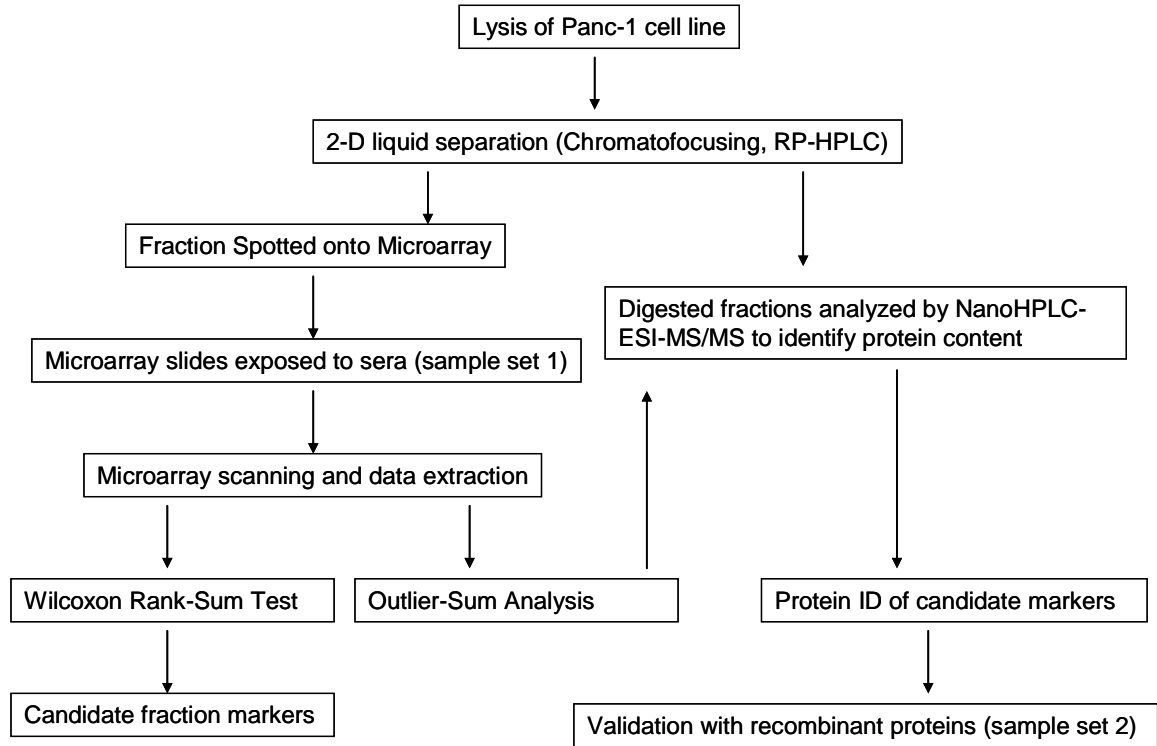 Lysis of Panc-1 cell line
2-D liquid separation (Chromatofocusing, RP-HPLC)
Fraction Spotted onto Microarray
Digested fractions analyzed by NanoHPLC-
ESI-MS/MS to identify protein content
Microarray slides exposed to sera (sample set 1)
Microarray scanning and data extraction
Wilcoxon Rank-Sum Test
Outlier-Sum Analysis
Protein ID of candidate markers
Candidate fraction markers
Validation with recombinant proteins (sample set 2)